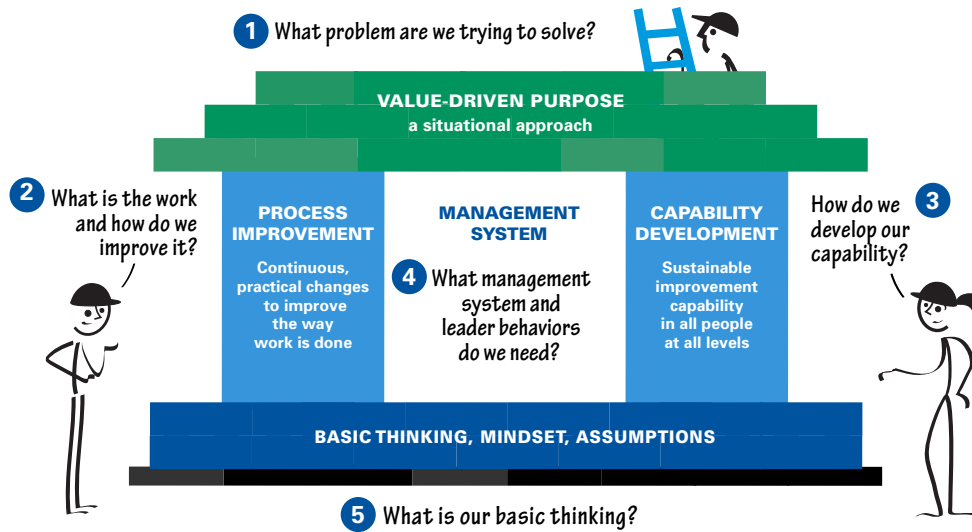 1 What problem are we trying to solve?
VALUE-DRIVEN PURPOSE
a situational approach
2 What is the work
and how do we
improve it?
PROCESS
IMPROVEMENT
Continuous,
practical changes
to improve
the way
work is done
MANAGEMENT
SYSTEM
4 What management
system and
leader behaviors
do we need?
CAPABILITY
DEVELOPMENT
Sustainable
improvement
capability
in all people
at all levels
How do we 3
develop our
capability?
BASIC THINKING, MINDSET, ASSUMPTIONS
5 What is our basic thinking?